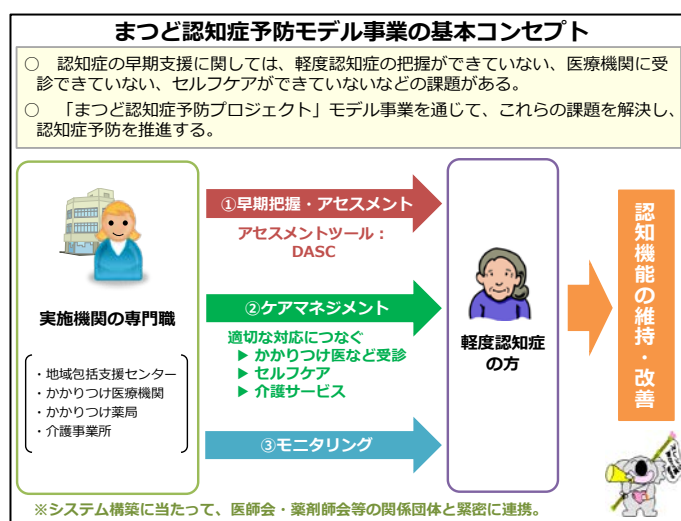 まつど認知症予防モデル事業の基本コンセプト
○ 認知症の早期支援に関しては、軽度認知症の把握ができていない、医療機関に受
診できていない、セルフケアができていないなどの課題がある。
○ 「まつど認知症予防プロジェクト」モデル事業を通じて、これらの課題を解決し、
認知症予防を推進する。
実施機関の専門職
・地域包括支援センター
・かかりつけ医療機関
・かかりつけ薬局
・介護事業所
①早期把握・アセスメント
アセスメントツール：
DASC
②ケアマネジメント
適切な対応につなぐ
▶ かかりつけ医など受診
▶ セルフケア
▶ 介護サービス
③モニタリング
軽度認知症
の方
認知機能の維持・改善
※システム構築に当たって、医師会・薬剤師会等の関係団体と緊密に連携。